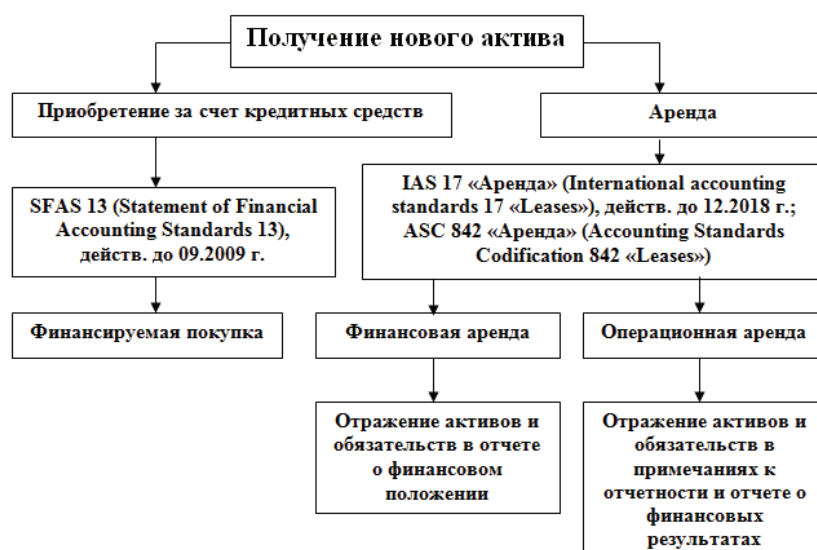 Получение нового актива
Приобретение за счет кредитных средств
Аренда
SFAS 13 (Statement of Financial
Accounting Standards 13),
действ. до 09.2009 г.
IAS 17 «Аренда» (International accounting
standards 17 «Leases»), действ. до 12.2018 г.;
ASC 842 «Аренда» (Accounting Standards
Codification 842 «Leases»)
Финансируемая покупка
Финансовая аренда
Операционная аренда
Отражение активов и
обязательств в отчете
о финансовом
положении
Отражение активов и
обязательств в
примечаниях к
отчетности и отчете о
финансовых
результатах